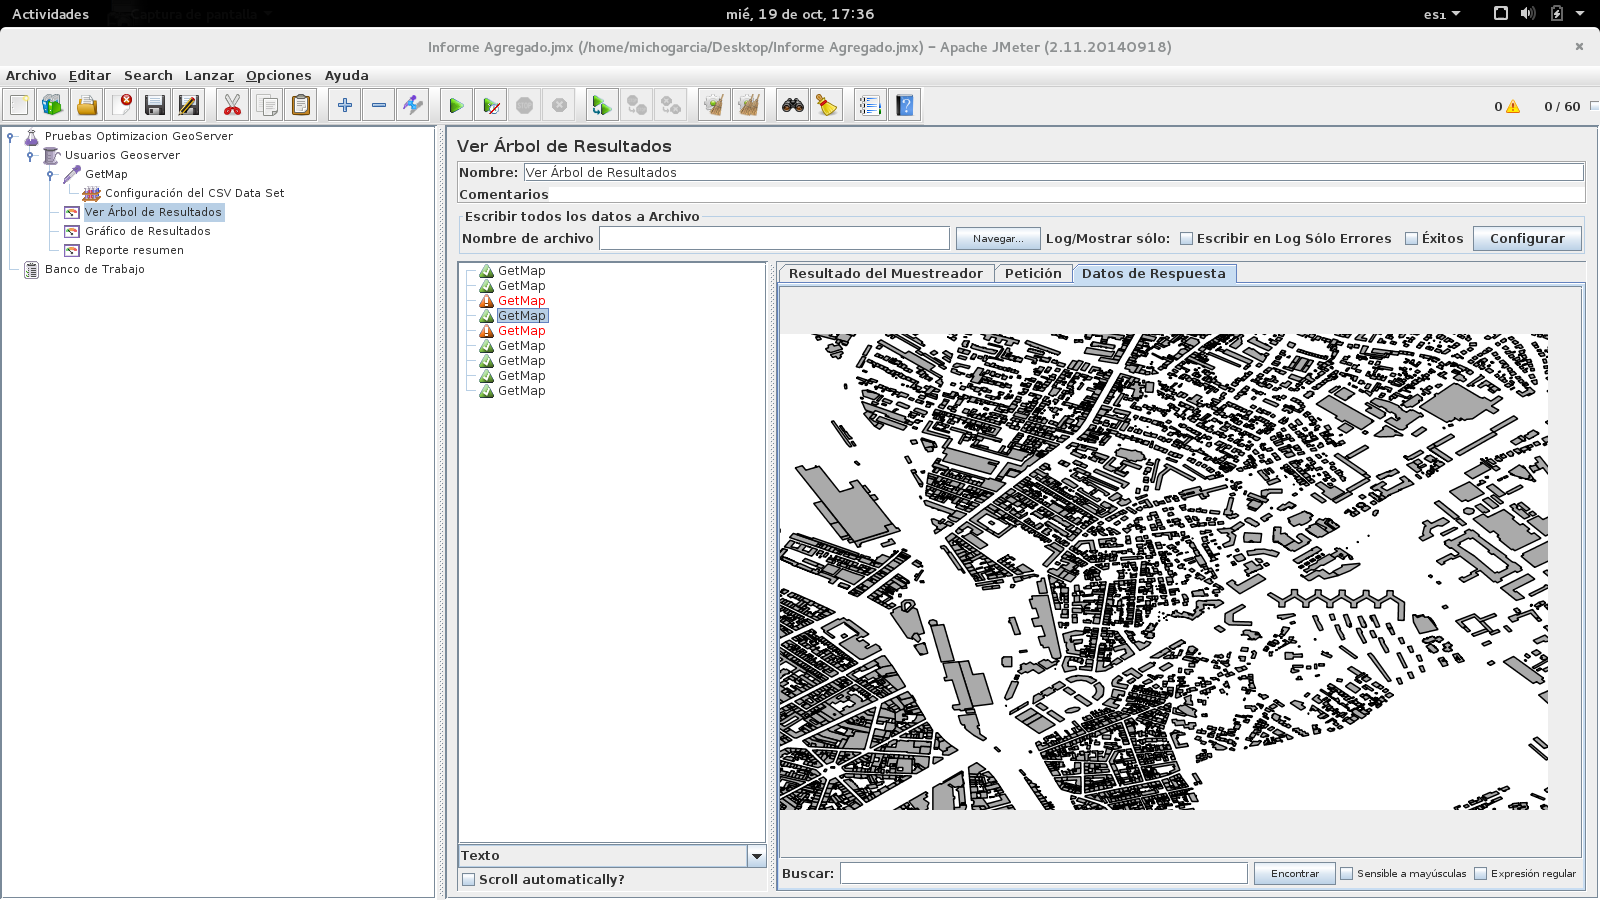 Actividades
Captura de pantalla
mié, 19 de oct, 17:36
es1
Informe Agregado.jmx (/home/michogarcia/Desktop/Informe Agregado.jmx) - Apache JMeter (2.11.20140918)
Archivo Editar Search Lanzar Opciones Ayuda
0 0 / 60
Pruebas Optimizacion GeoServer
Usuarios Geoserver
GetMap
Configuración del CSV Data Set
Ver Árbol de Resultados
Gráfico de Resultados
Reporte resumen
Banco de Trabajo
Ver Árbol de Resultados
Nombre: Ver Árbol de Resultados
Comentarios
Escribir todos los datos a Archivo
Nombre de archivo Navegar... Log/Mostrar sólo: Escribir en Log Sólo Errores Éxitos Configurar
GetMap
GetMap
GetMap
GetMap
GetMap
GetMap
GetMap
GetMap
GetMap
Texto
Scroll automatically?
Resultado del Muestreador Petición Datos de Respuesta
Buscar: Encontrar Sensible a mayúsculas Expresión regular